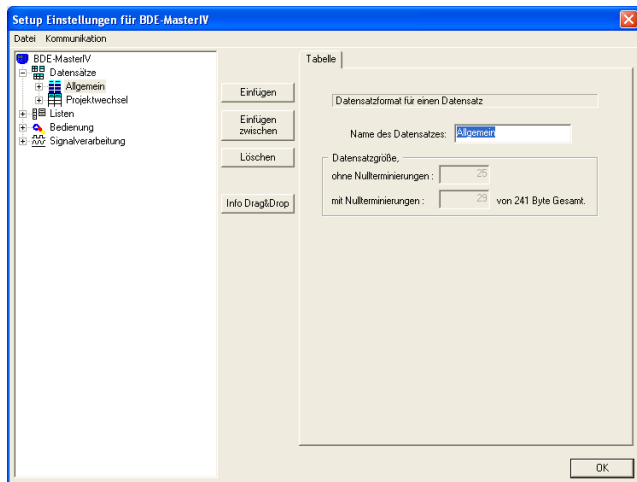 Setup Einstellungen für BDE-MasterIV
Datei Kommunikation
BDE-MasterIV
Datensätze
Allgemein
Projektwechsel
Listen
Bedienung
Signalverarbeitung
Einfügen
Einfügen
zwischen
Löschen
Info Drag&Drop
Tabelle
Datensatzformat für einen Datensatz
Name des Datensatzes: Allgemein
Datensatzgröße,
ohne Nullterminierungen : 25
mit Nullterminierungen : 29 von 241 Byte Gesamt.
OK